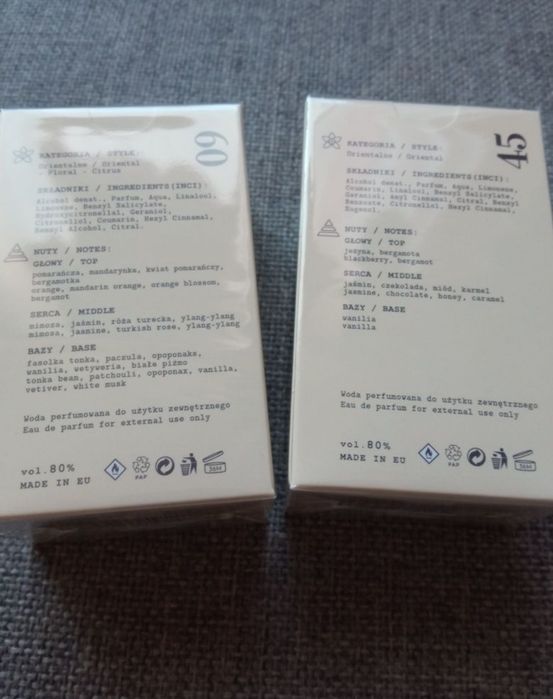 09
KATEGORIA / STYLE:
Orientalne / Oriental
- Floral - Citrus
SKŁADNIKI / INGREDIENTS(INCI):
Alcohol denat., Parfum, Aqua, Linalool,
Limonene, Benzyl Salicylate,
Hydroxycitronellal, Geraniol,
Citronellol, Coumarin, Hexyl Cinnamal,
Benzyl Alcohol, Citral.
NUTY / NOTES:
GŁOWY / TOP
pomarańcza, mandarynka, kwiat pomarańczy,
bergamotka
orange, mandarin orange, orange blossom,
bergamot
SERCA / MIDDLE
mimoza, jaśmin, róża turecka, ylang-ylang
mimosa, jasmine, turkish rose, ylang-ylang
BAZY / BASE
fasolka tonka, paczula, opoponaks,
wanilia, wetyweria, białe piżmo
tonka bean, patchouli, opoponax, vanilla,
vetiver, white musk
Woda perfumowana do użytku zewnętrznego
Eau de parfum for external use only
vol.80%
MADE IN EU
PAP
36M
45
KATEGORIA / STYLE:
Orientalne / Oriental
SKŁADNIKI / INGREDIENTS(INCI):
Alcohol denat., Parfum, Aqua, Limonene,
Coumarin, Linalool, Benzyl Salicylate,
Geraniol, Amyl Cinnamal, Citral, Benzyl
Benzoate, Citronellol, Hexyl Cinnamal,
Eugenol.
NUTY / NOTES:
GŁOWY / TOP
jeżyna, bergamota
blackberry, bergamot
SERCA / MIDDLE
jaśmin, czekolada, miód, karmel
jasmine, chocolate, honey, caramel
BAZY / BASE
wanilia
vanilla
Woda perfumowana do użytku zewnętrznego
Eau de parfum for external use only
vol.80%
MADE IN EU
PAP
36M